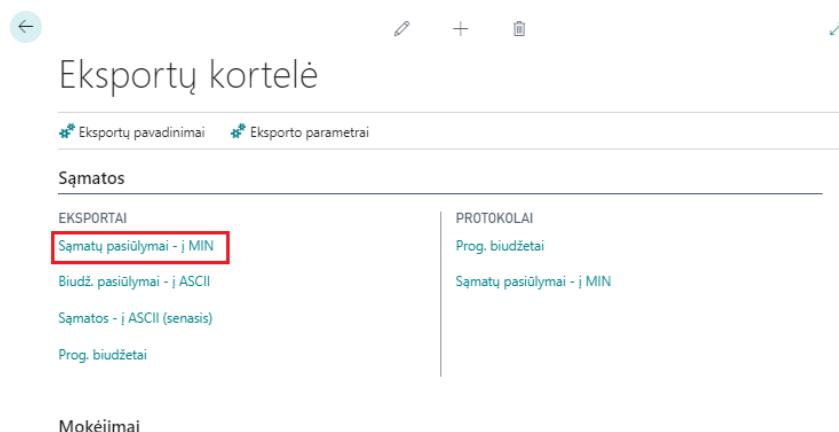 Eksportų kortelė
Eksportų pavadinimai
Eksporto parametrai
Sąmatos
EKSPORTAI
Sąmatų pasiūlymai - į MIN
Biudž. pasiūlymai - į ASCII
Sąmatos - į ASCII (senasis)
Prog. biudžetai
PROTOKOLAI
Prog. biudžetai
Sąmatų pasiūlymai - į MIN
Mokėjimai